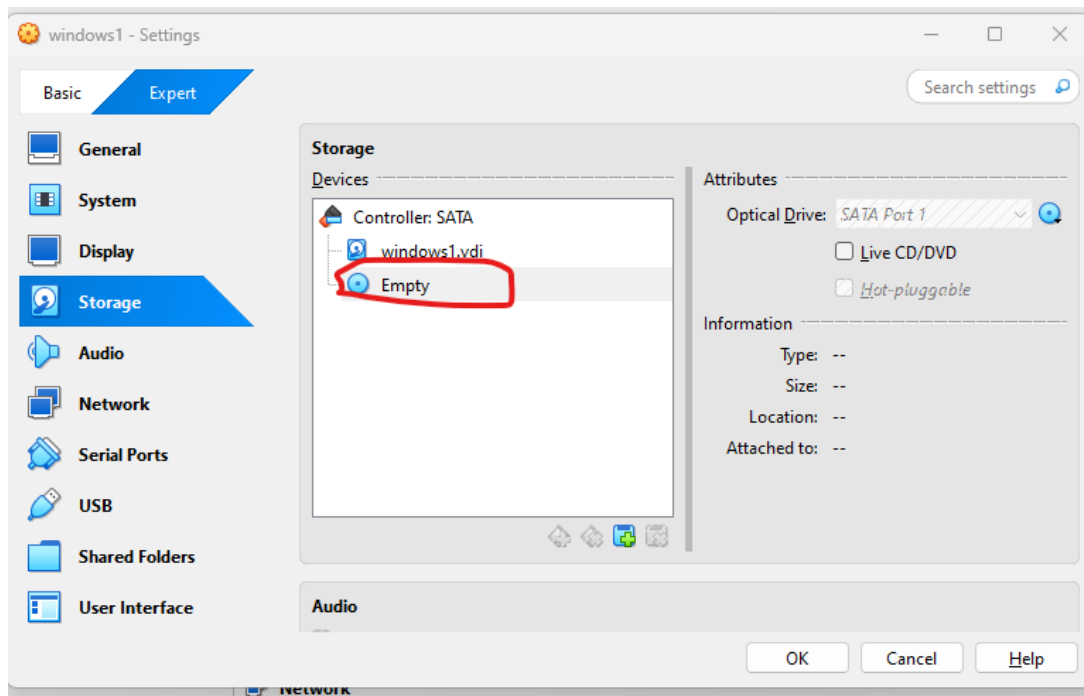 windows1 - Settings
Basic Expert Search settings
General
System
Display
Storage
Audio
Network
Serial Ports
USB
Shared Folders
User Interface
Storage
Devices
Controller: SATA
windows1.vdi
Empty
Attributes
Optical Drive: SATA Port 1
Live CD/DVD
Hot-pluggable
Information
Type: --
Size: --
Location: --
Attached to: --
Audio
OK Cancel Help
Network